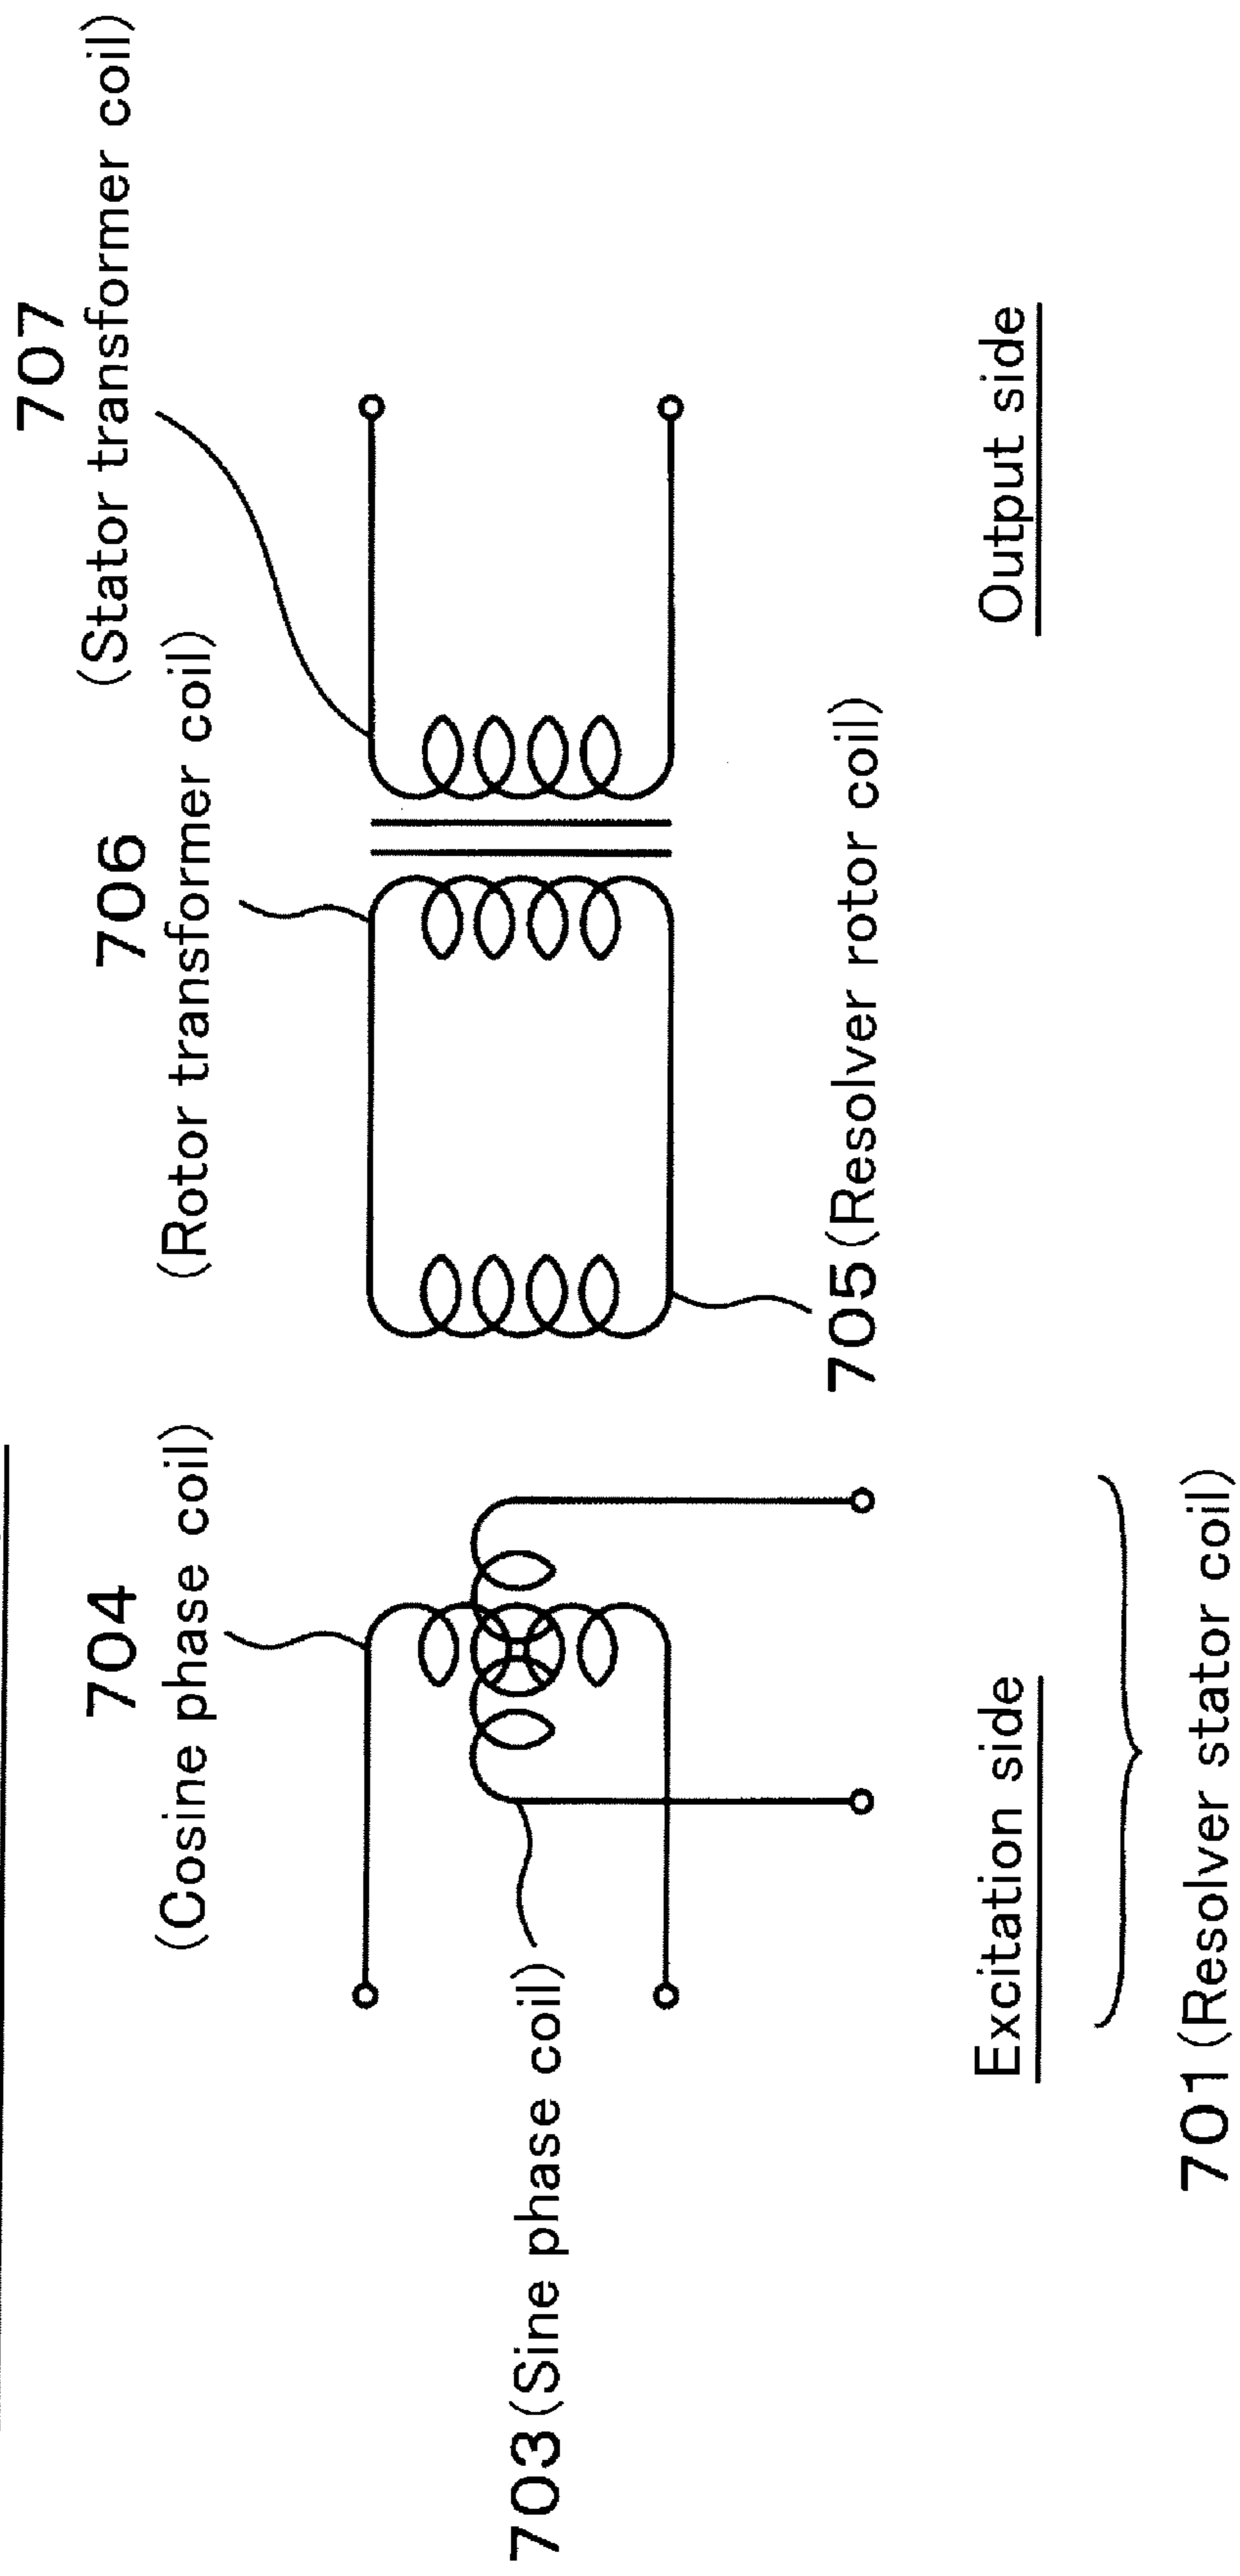 707
(Stator transformer coil)
706
(Rotor transformer coil)
704
(Cosine phase coil)
703 (Sine phase coil)
705 (Resolver rotor coil)
Excitation side
Output side
701 (Resolver stator coil)